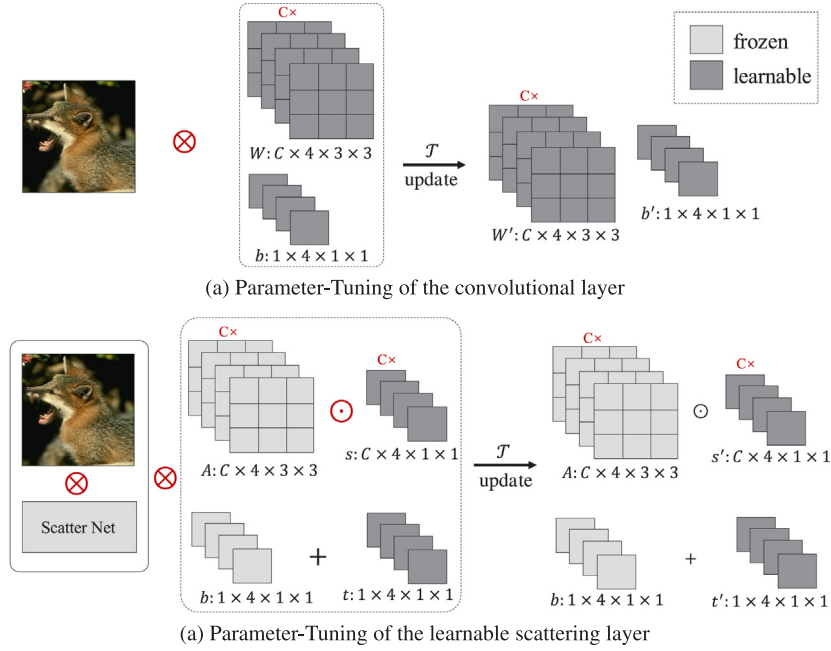 C×
frozen
learnable
W: C × 4 × 3 × 3
b: 1 × 4 × 1 × 1
𝒯
update
C×
W′: C × 4 × 3 × 3
b′: 1 × 4 × 1 × 1
(a) Parameter-Tuning of the convolutional layer
Scatter Net
C×
A: C × 4 × 3 × 3
C×
s: C × 4 × 1 × 1
b: 1 × 4 × 1 × 1
+
t: 1 × 4 × 1 × 1
𝒯
update
C×
A: C × 4 × 3 × 3
C×
s′: C × 4 × 1 × 1
b: 1 × 4 × 1 × 1
+
t′: 1 × 4 × 1 × 1
(a) Parameter-Tuning of the learnable scattering layer